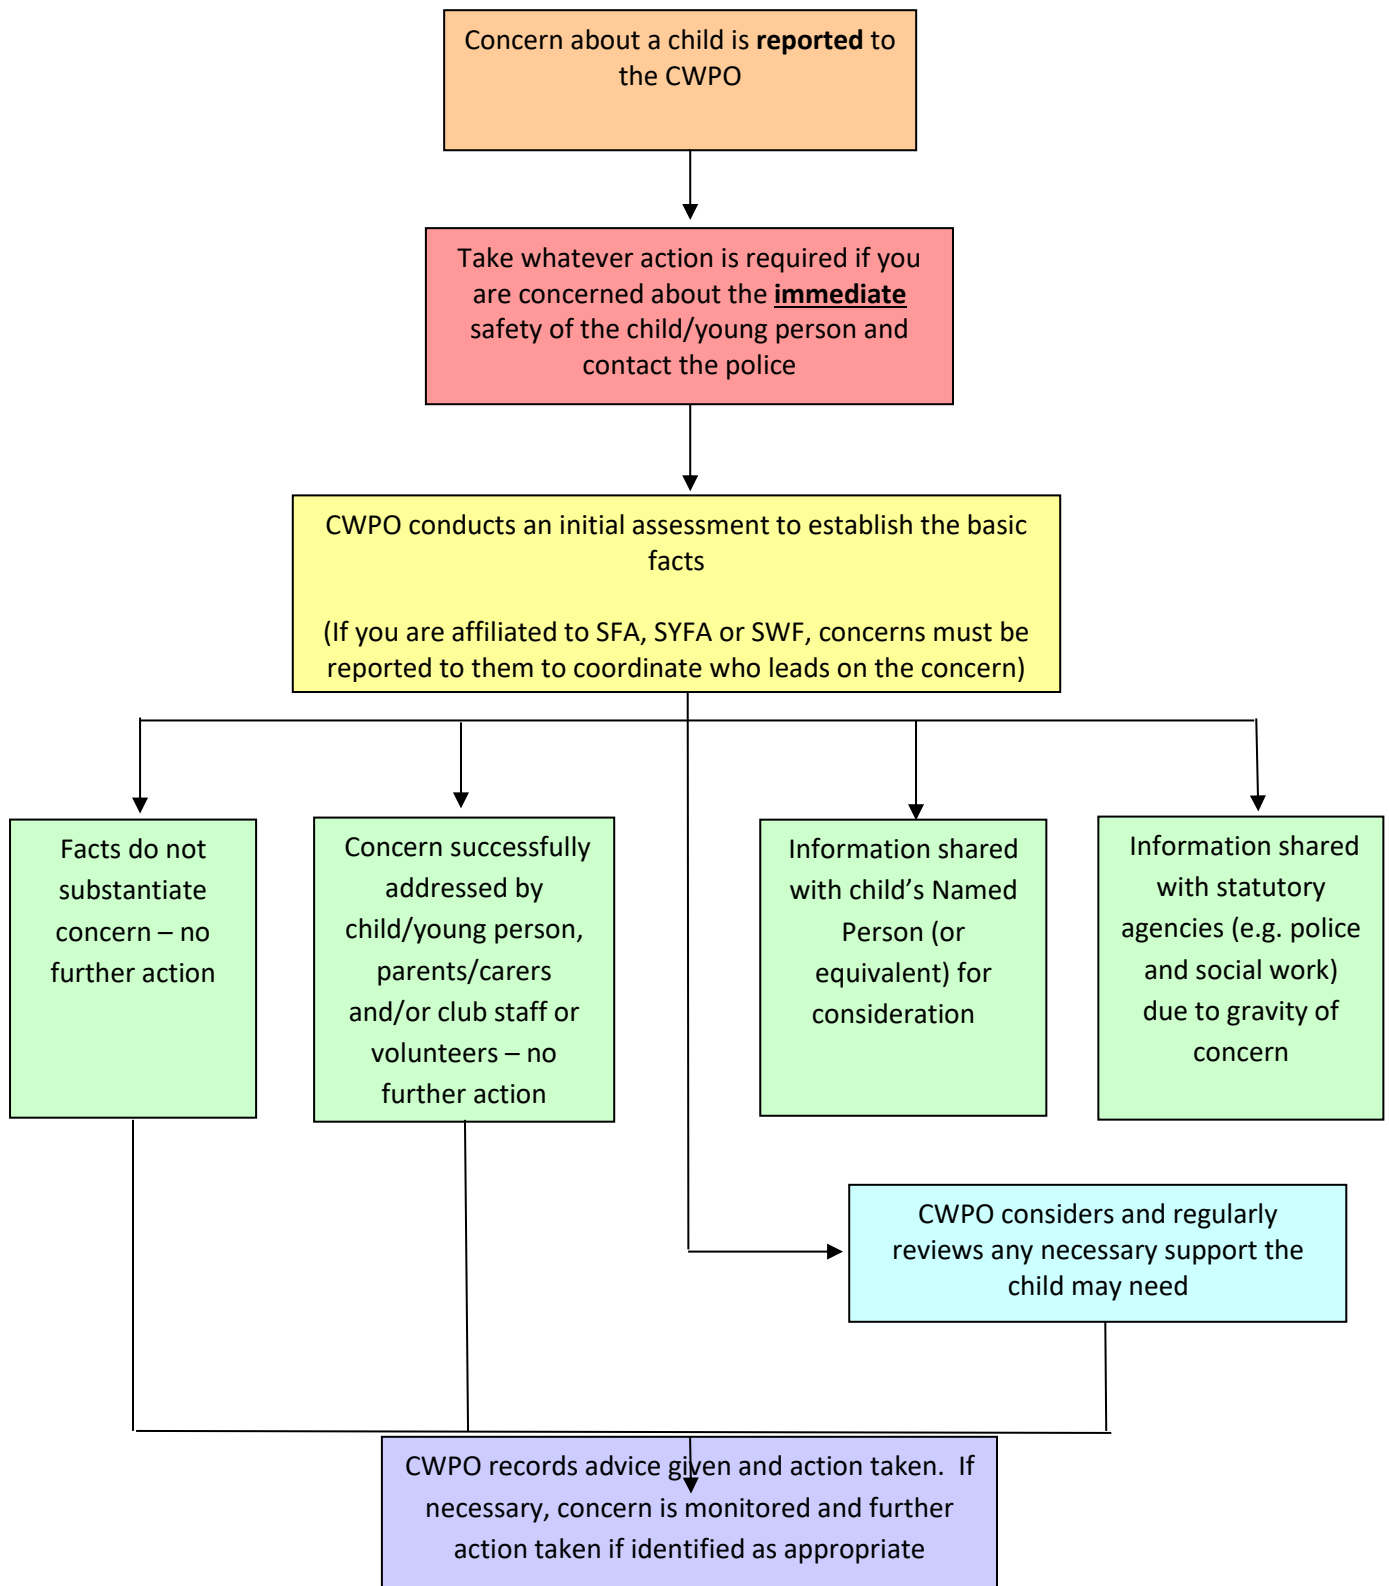 Concern about a child is reported to
the CWPO
Take whatever action is required if you
are concerned about the immediate
safety of the child/young person and
contact the police
CWPO conducts an initial assessment to establish the basic
facts
(If you are affiliated to SFA, SYFA or SWF, concerns must be
reported to them to coordinate who leads on the concern)
Facts do not
substantiate
concern – no
further action
Concern successfully
addressed by
child/young person,
parents/carers
and/or club staff or
volunteers – no
further action
Information shared
with child’s Named
Person (or
equivalent) for
consideration
Information shared
with statutory
agencies (e.g. police
and social work)
due to gravity of
concern
CWPO considers and regularly
reviews any necessary support the
child may need
CWPO records advice given and action taken.  If
necessary, concern is monitored and further
action taken if identified as appropriate